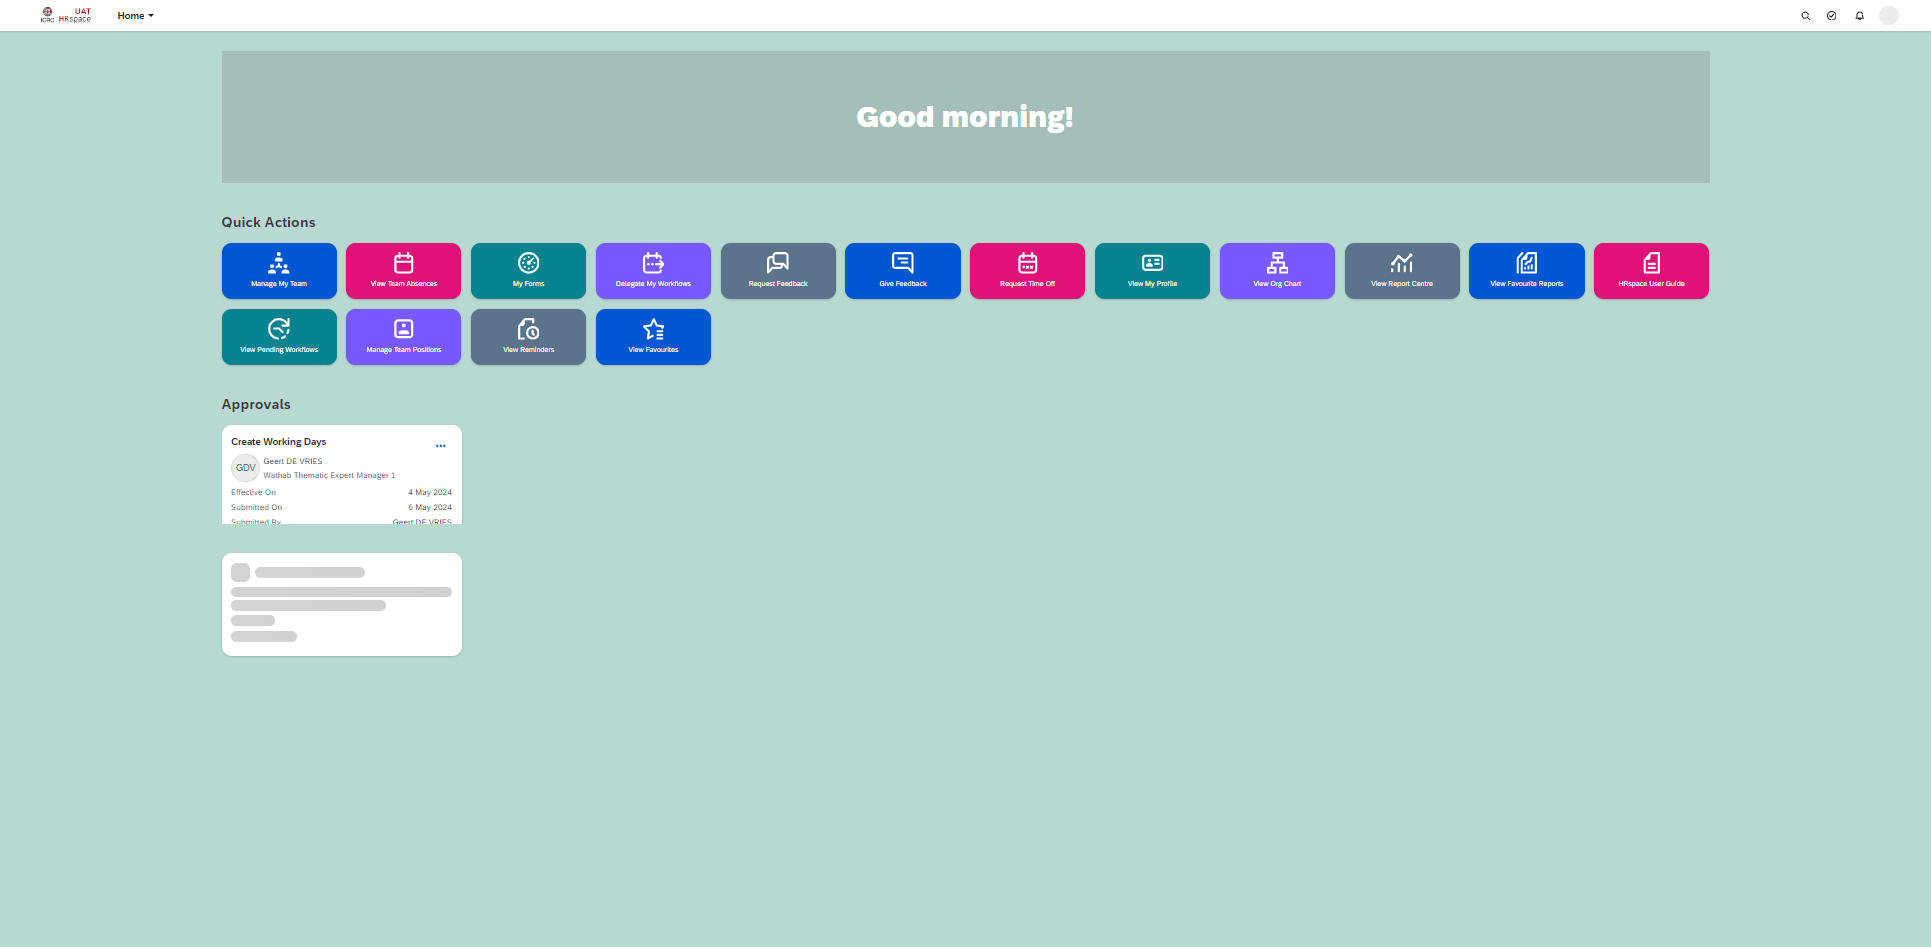 ICRC
UAT
HRspace
Home
Good morning!
Quick Actions
Manage My Team
View Team Absences
My Forms
Delegate My Workflows
Request Feedback
Give Feedback
Request Time Off
View My Profile
View Org Chart
View Report Centre
View Favourite Reports
HRspace User Guide
View Pending Workflows
Manage Team Positions
View Reminders
View Favourites
Approvals
Create Working Days
GDV
Geert DE VRIES
Wathab Thematic Expert Manager 1
Effective On 4 May 2024
Submitted On 6 May 2024
Submitted By Geert DE VRIES